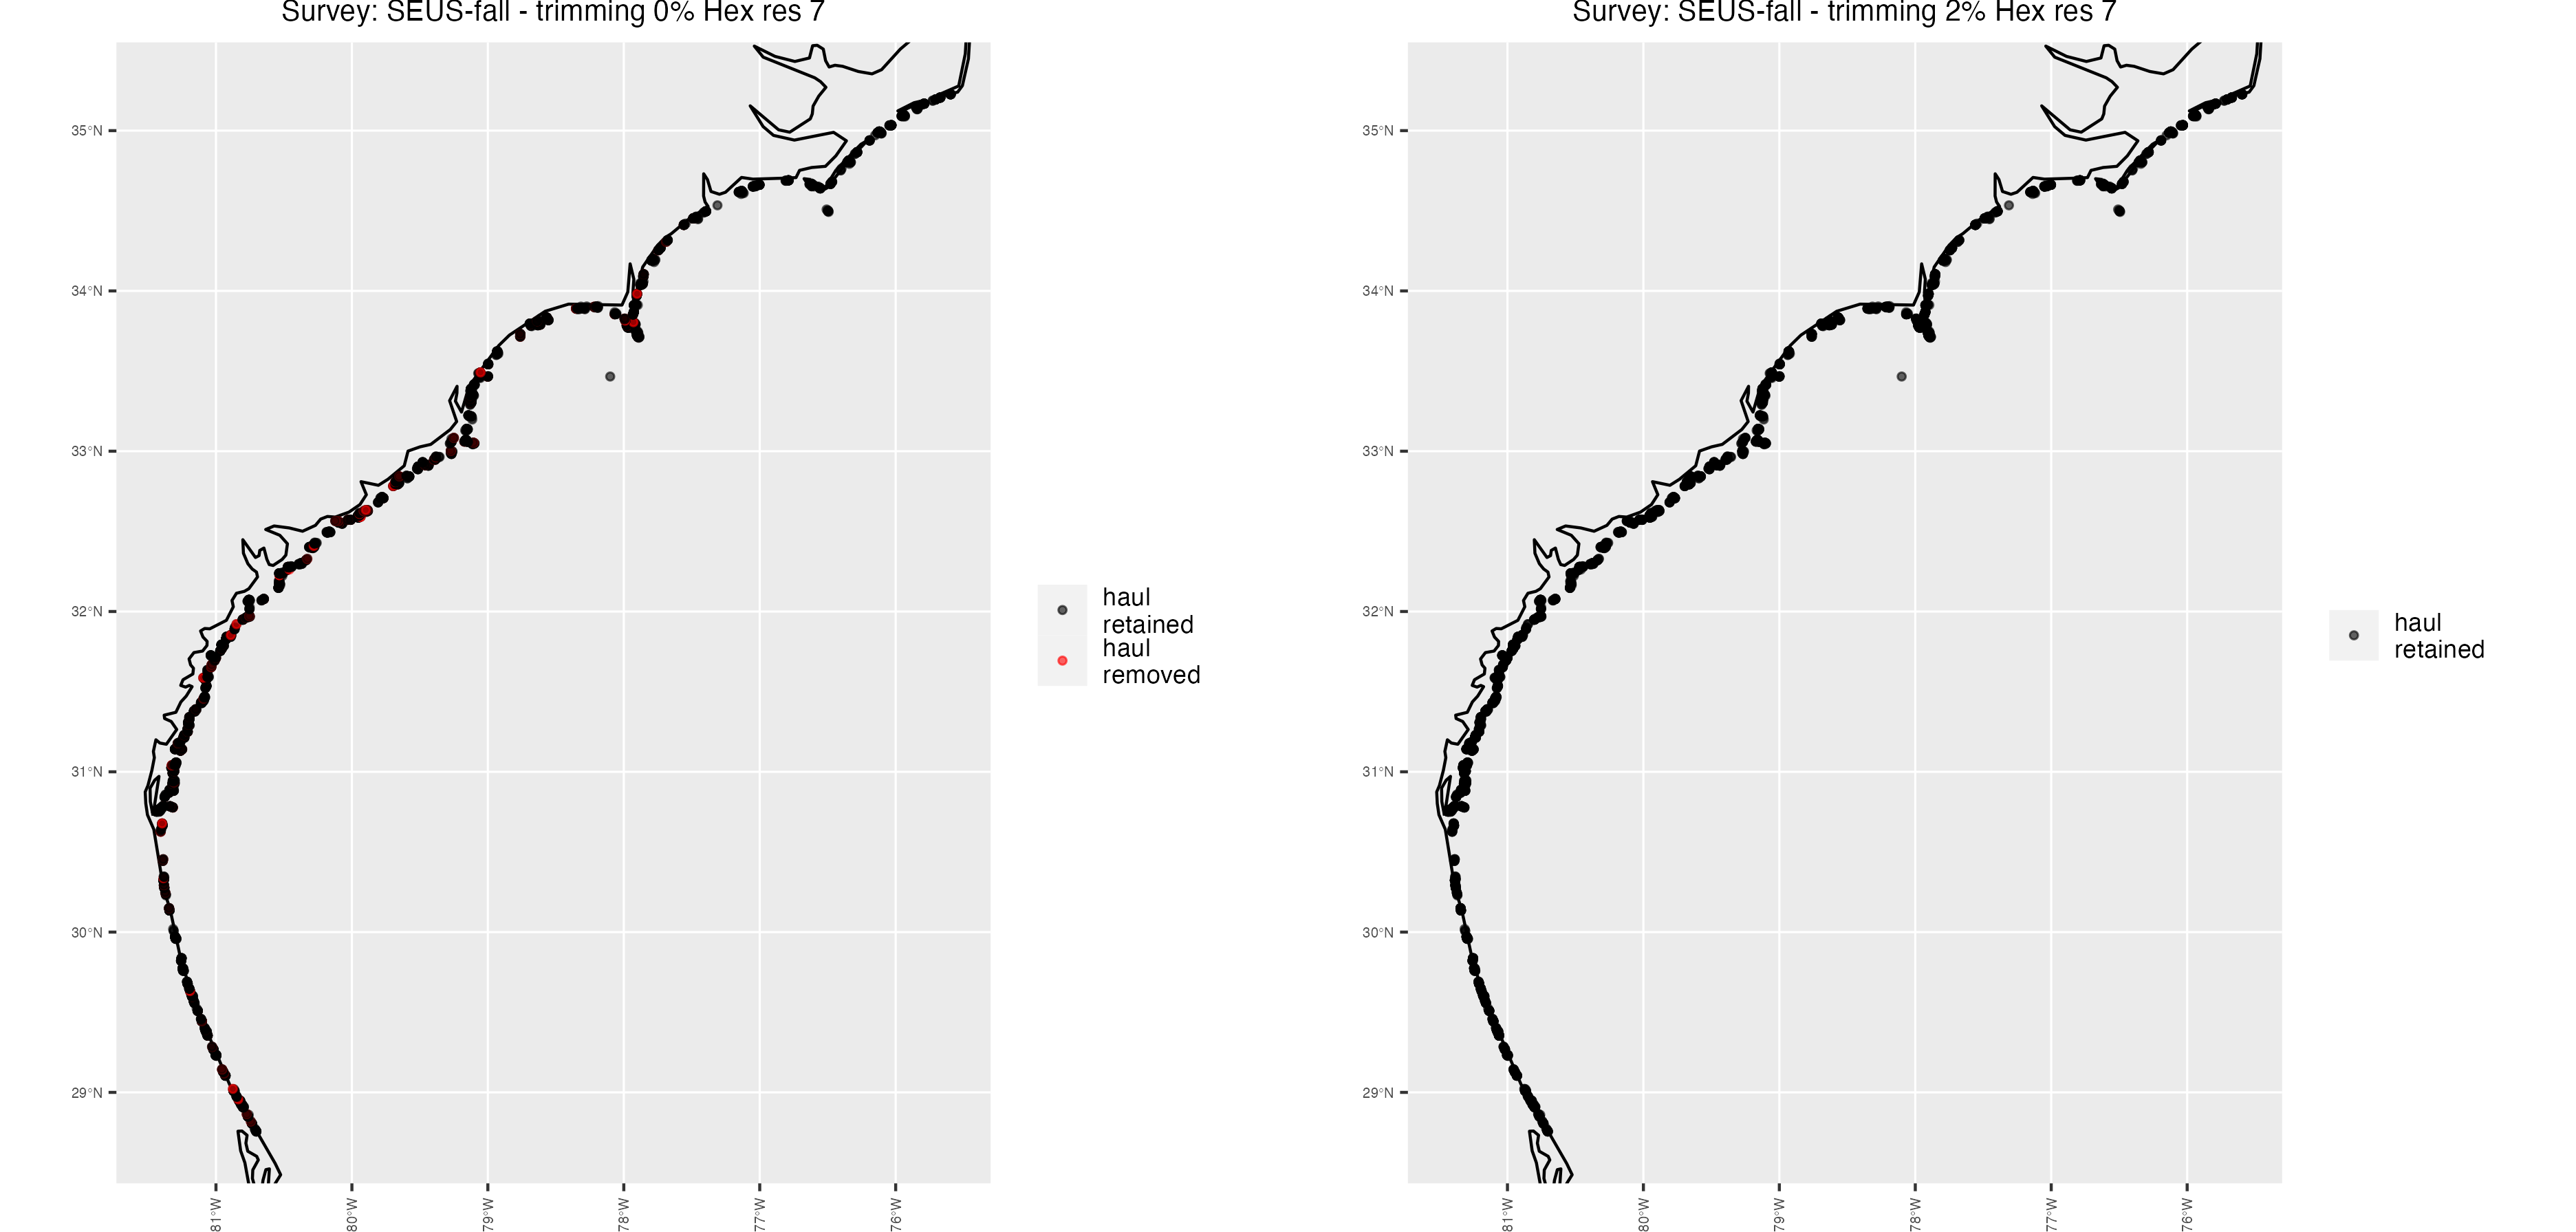 Survey: SEUS-fall - trimming 0% Hex res 7
35°N
34°N
33°N
32°N
31°N
30°N
29°N
81°W
80°W
79°W
78°W
77°W
76°W
haul
retained
haul
removed
Survey: SEUS-fall - trimming 2% Hex res 7
35°N
34°N
33°N
32°N
31°N
30°N
29°N
81°W
80°W
79°W
78°W
77°W
76°W
haul
retained